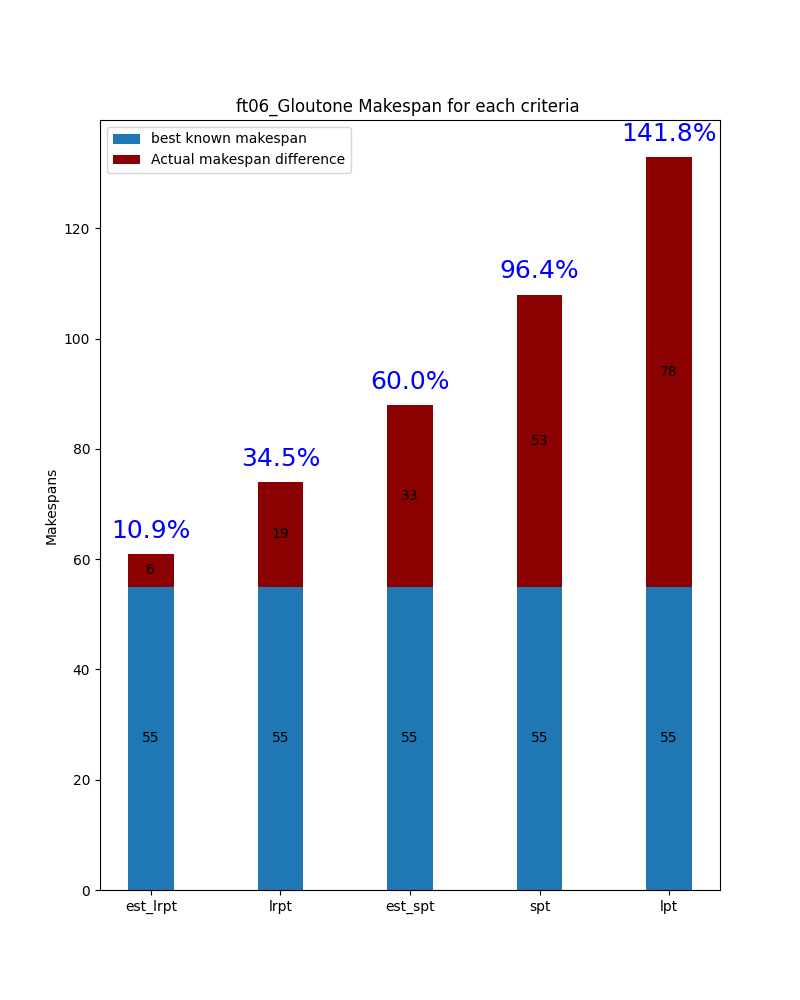 ft06_Gloutone Makespan for each criteria
best known makespan
Actual makespan difference
141.8%
96.4%
60.0%
34.5%
10.9%
Makespans
120
100
80
60
40
20
0
6
19
33
53
78
55
55
55
55
55
est_lrpt
lrpt
est_spt
spt
lpt